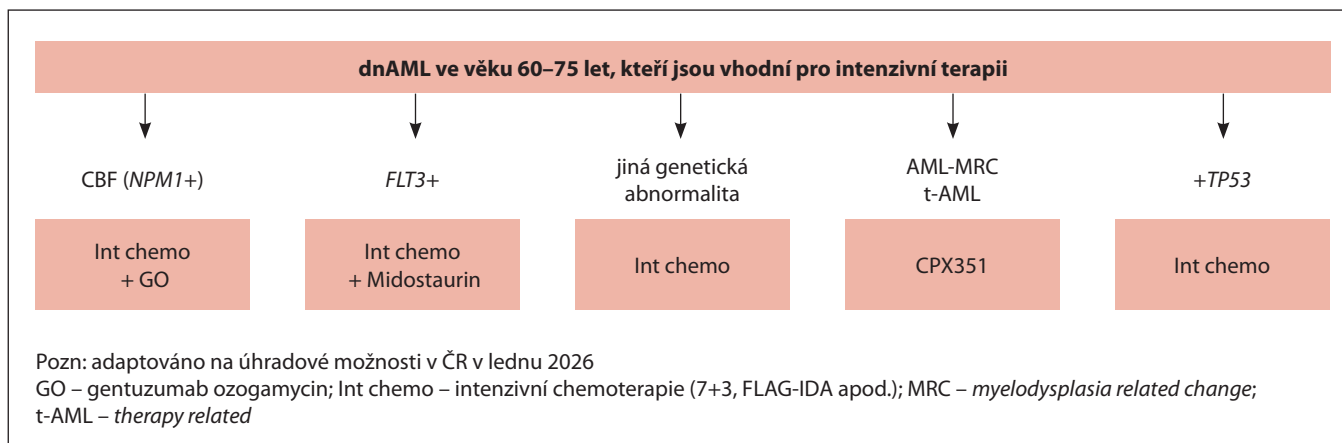 dnAML ve věku 60–75 let, kteří jsou vhodní pro intenzivní terapii
CBF (NPM1+)
Int chemo
+ GO
FLT3+
Int chemo
+ Midostaurin
jiná genetická
abnormalita
Int chemo
AML-MRC
t-AML
CPX351
+TP53
Int chemo
Pozn: adaptováno na úhradové možnosti v ČR v lednu 2026
GO – gentuzumab ozogamycin; Int chemo – intenzivní chemoterapie (7+3, FLAG-IDA apod.); MRC – myelodysplasia related change;
t-AML – therapy related